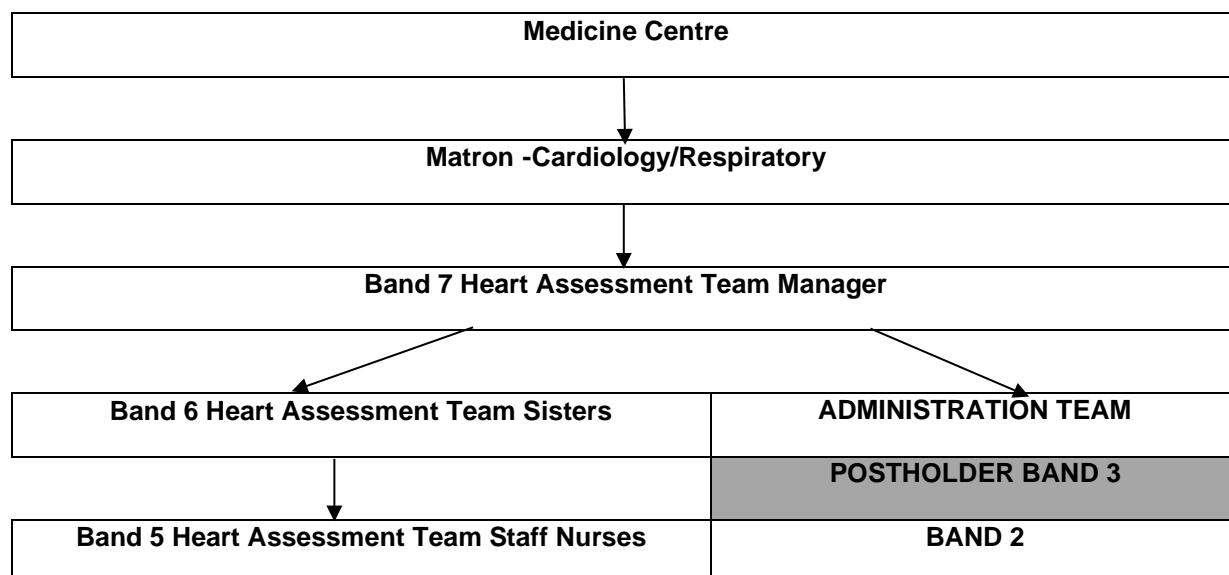 Medicine Centre
Matron -Cardiology/Respiratory
Band 7 Heart Assessment Team Manager
Band 6 Heart Assessment Team Sisters
ADMINISTRATION TEAM
POSTHOLDER BAND 3
Band 5 Heart Assessment Team Staff Nurses
BAND 2